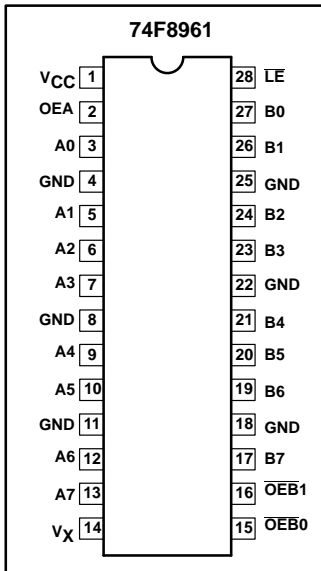 74F8961
VCC 1 28 LE
OEA 2 27 B0
A0 3 26 B1
GND 4 25 GND
A1 5 24 B2
A2 6 23 B3
A3 7 22 GND
GND 8 21 B4
A4 9 20 B5
A5 10 19 B6
GND 11 18 GND
A6 12 17 B7
A7 13 16 OEB1
VX 14 15 OEB0